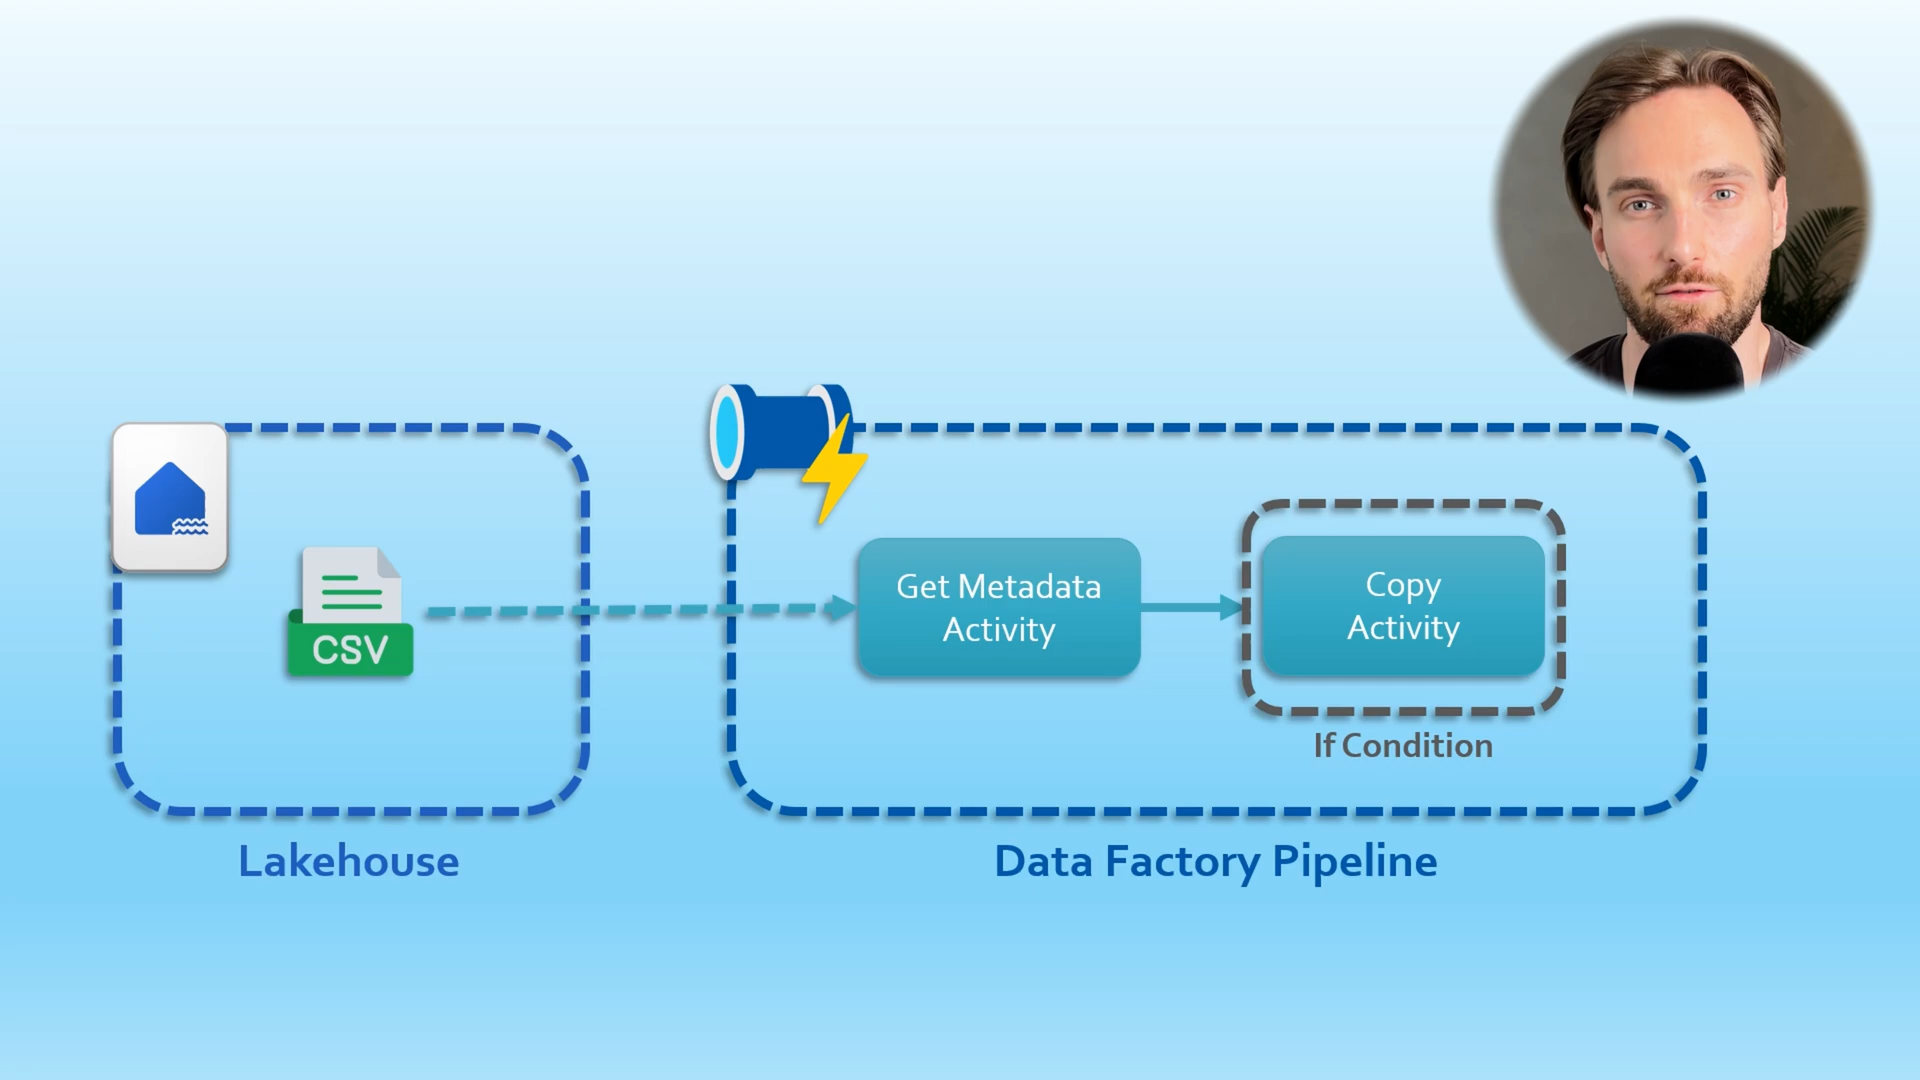 CSV
Get Metadata
Activity
Copy
Activity
If Condition
Lakehouse
Data Factory Pipeline